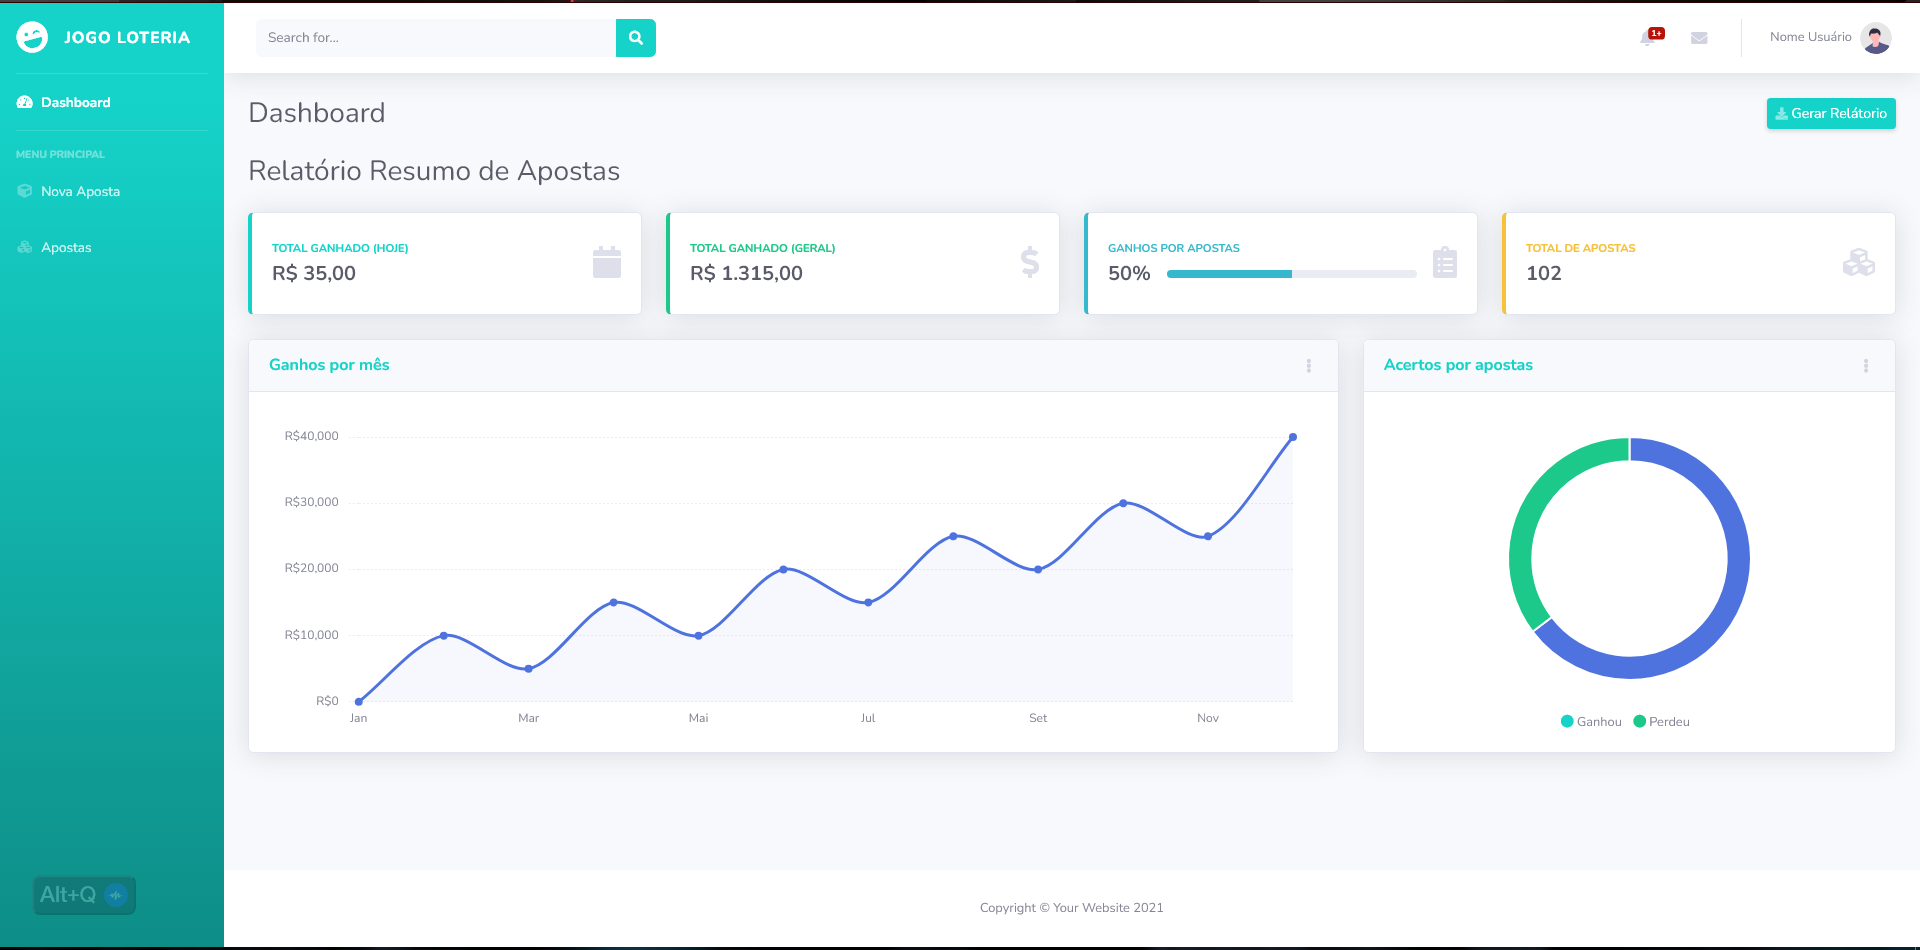 JOGO LOTERIA
Dashboard
MENU PRINCIPAL
Nova Aposta
Apostas
Alt+Q
Search for...
1+
Nome Usuário
Dashboard
Gerar Relátorio
Relatório Resumo de Apostas
TOTAL GANHADO (HOJE)
R$ 35,00
TOTAL GANHADO (GERAL)
R$ 1.315,00
GANHOS POR APOSTAS
50%
TOTAL DE APOSTAS
102
Ganhos por mês
R$40,000
R$30,000
R$20,000
R$10,000
R$0
Jan Mar Mai Jul Set Nov
Acertos por apostas
Ganhou Perdeu
Copyright © Your Website 2021